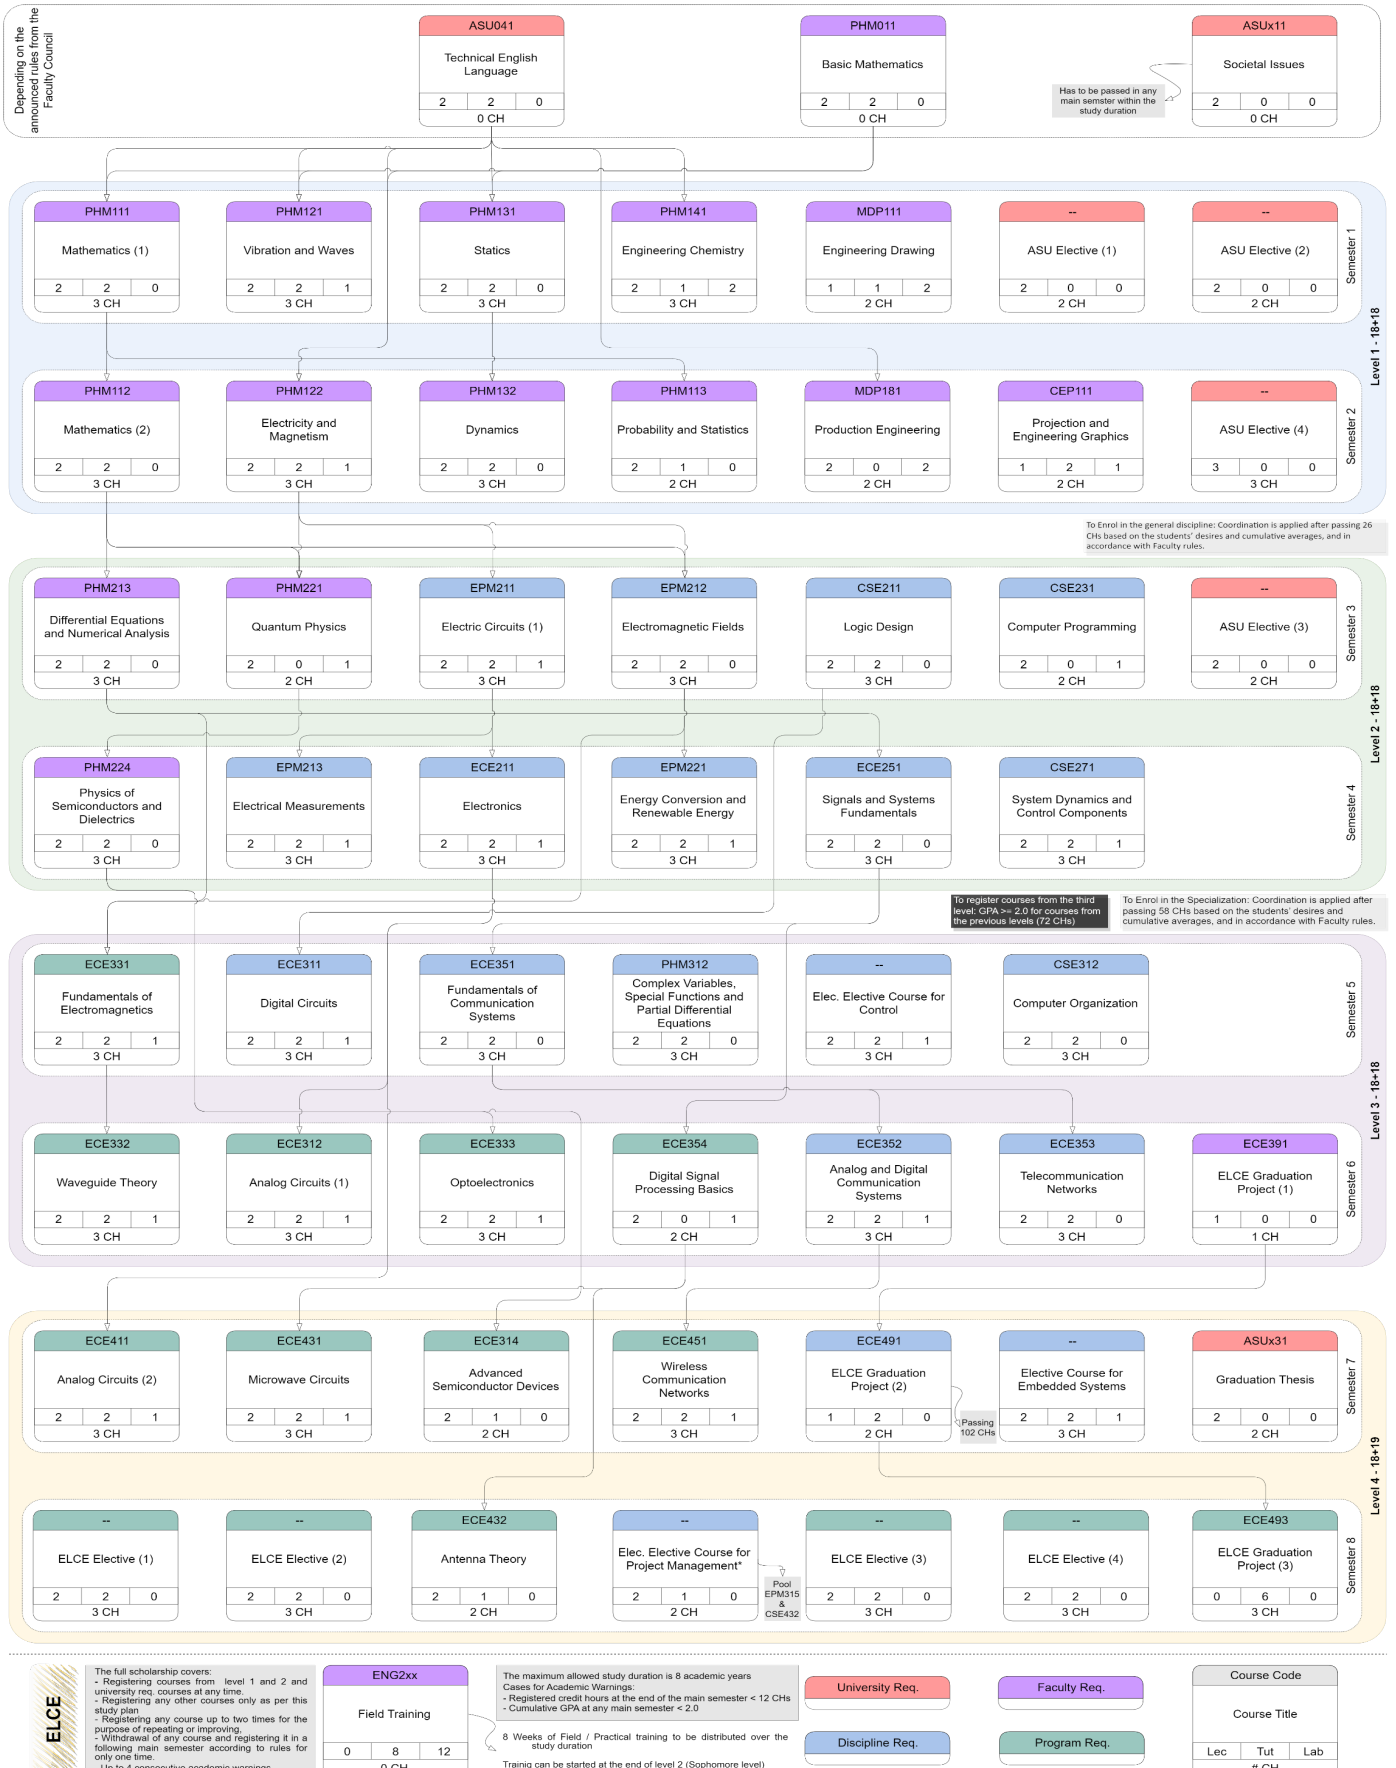 Depending on the
announced rules from the
Faculty Council
ASU041
Technical English
Language
2 2 0
0 CH
PHM011
Basic Mathematics
2 2 0
0 CH
Has to be passed in any
main semster within the
study duration
ASUx11
Societal Issues
2 0 0
0 CH
Level 1 - 18+18
Semester 1
PHM111
Mathematics (1)
2 2 0
3 CH
PHM121
Vibration and Waves
2 2 1
3 CH
PHM131
Statics
2 2 0
3 CH
PHM141
Engineering Chemistry
2 1 2
3 CH
MDP111
Engineering Drawing
1 1 2
2 CH
--
ASU Elective (1)
2 0 0
2 CH
--
ASU Elective (2)
2 0 0
2 CH
Semester 2
PHM112
Mathematics (2)
2 2 0
3 CH
PHM122
Electricity and
Magnetism
2 2 1
3 CH
PHM132
Dynamics
2 2 0
3 CH
PHM113
Probability and Statistics
2 1 0
2 CH
MDP181
Production Engineering
2 0 2
2 CH
CEP111
Projection and
Engineering Graphics
1 2 1
2 CH
--
ASU Elective (4)
3 0 0
3 CH
To Enrol in the general discipline: Coordination is applied after passing 26
CHs based on the students' desires and cumulative averages, and in
accordance with Faculty rules.
Level 2 - 18+18
Semester 3
PHM213
Differential Equations
and Numerical Analysis
2 2 0
3 CH
PHM221
Quantum Physics
2 0 1
2 CH
EPM211
Electric Circuits (1)
2 2 1
3 CH
EPM212
Electromagnetic Fields
2 2 0
3 CH
CSE211
Logic Design
2 2 0
3 CH
CSE231
Computer Programming
2 0 1
2 CH
--
ASU Elective (3)
2 0 0
2 CH
Semester 4
PHM224
Physics of
Semiconductors and
Dielectrics
2 2 0
3 CH
EPM213
Electrical Measurements
2 2 1
3 CH
ECE211
Electronics
2 2 1
3 CH
EPM221
Energy Conversion and
Renewable Energy
2 2 1
3 CH
ECE251
Signals and Systems
Fundamentals
2 2 0
3 CH
CSE271
System Dynamics and
Control Components
2 2 1
3 CH
To register courses from the third
level: GPA >= 2.0 for courses from
the previous levels (72 CHs)
To Enrol in the Specialization: Coordination is applied after
passing 58 CHs based on the students' desires and
cumulative averages, and in accordance with Faculty rules.
Level 3 - 18+18
Semester 5
ECE331
Fundamentals of
Electromagnetics
2 2 1
3 CH
ECE311
Digital Circuits
2 2 1
3 CH
ECE351
Fundamentals of
Communication
Systems
2 2 0
3 CH
PHM312
Complex Variables,
Special Functions and
Partial Differential
Equations
2 2 0
3 CH
--
Elec. Elective Course for
Control
2 2 1
3 CH
CSE312
Computer Organization
2 2 0
3 CH
Semester 6
ECE332
Waveguide Theory
2 2 1
3 CH
ECE312
Analog Circuits (1)
2 2 1
3 CH
ECE333
Optoelectronics
2 2 1
3 CH
ECE354
Digital Signal
Processing Basics
2 0 1
2 CH
ECE352
Analog and Digital
Communication
Systems
2 2 1
3 CH
ECE353
Telecommunication
Networks
2 2 0
3 CH
ECE391
ELCE Graduation
Project (1)
1 0 0
1 CH
Level 4 - 18+19
Semester 7
ECE411
Analog Circuits (2)
2 2 1
3 CH
ECE431
Microwave Circuits
2 2 1
3 CH
ECE314
Advanced
Semiconductor Devices
2 1 0
2 CH
ECE451
Wireless
Communication
Networks
2 2 1
3 CH
ECE491
ELCE Graduation
Project (2)
1 2 0
2 CH
Passing
102 CHs
--
Elective Course for
Embedded Systems
2 2 1
3 CH
ASUx31
Graduation Thesis
2 0 0
2 CH
Semester 8
--
ELCE Elective (1)
2 2 0
3 CH
--
ELCE Elective (2)
2 2 0
3 CH
ECE432
Antenna Theory
2 1 0
2 CH
--
Elec. Elective Course for
Project Management*
2 1 0
2 CH
Pool
EPM315
&
CSE432
--
ELCE Elective (3)
2 2 0
3 CH
--
ELCE Elective (4)
2 2 0
3 CH
ECE493
ELCE Graduation
Project (3)
0 6 0
3 CH
ELCE
The full scholarship covers:
- Registering courses from level 1 and 2 and
university req. courses at any time.
- Registering any other courses only as per this
study plan
- Registering any course up to two times for the
purpose of repeating or improving,
- Withdrawal of any course and registering it in a
following main semester according to rules for
only one time.
- Up to 4 consecutive academic warnings
ENG2xx
Field Training
0 8 12
0 CH
The maximum allowed study duration is 8 academic years
Cases for Academic Warnings:
- Registered credit hours at the end of the main semester < 12 CHs
- Cumulative GPA at any main semester < 2.0
8 Weeks of Field / Practical training to be distributed over the
study duration
Trainig can be started at the end of level 2 (Sophomore level)
University Req.
Faculty Req.
Discipline Req.
Program Req.
Course Code
Course Title
Lec Tut Lab
# CH